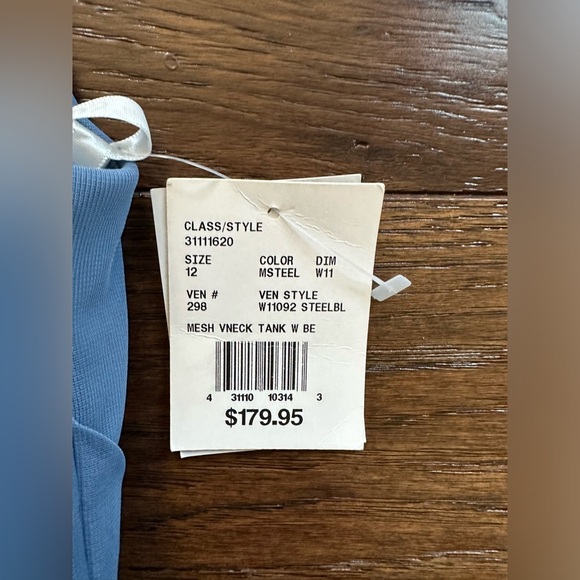 CLASS/STYLE
31111620
SIZE COLOR DIM
12 MSTEEL W11
VEN # VEN STYLE
298 W11092 STEELBL
MESH VNECK TANK W BE
4 31110 10314 3
$179.95